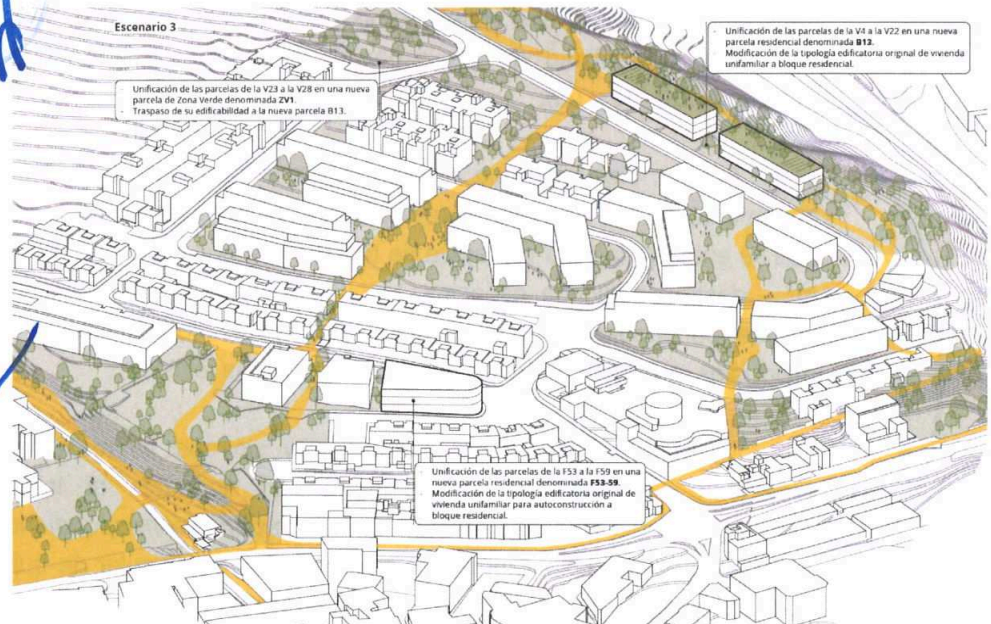 Escenario 3
Unificación de las parcelas de la V4 a la V22 en una nueva
parcela residencial denominada B13.
Modificación de la tipología edificatoria original de vivienda
unifamiliar a bloque residencial.
Unificación de las parcelas de la V23 a la V28 en una nueva
parcela de Zona Verde denominada ZV1.
Traspaso de su edificabilidad a la nueva parcela B13.
Unificación de las parcelas de la F53 a la F59 en una
nueva parcela residencial denominada F53-59.
Modificación de la tipología edificatoria original de
vivienda unifamiliar para autoconstrucción a
bloque residencial.